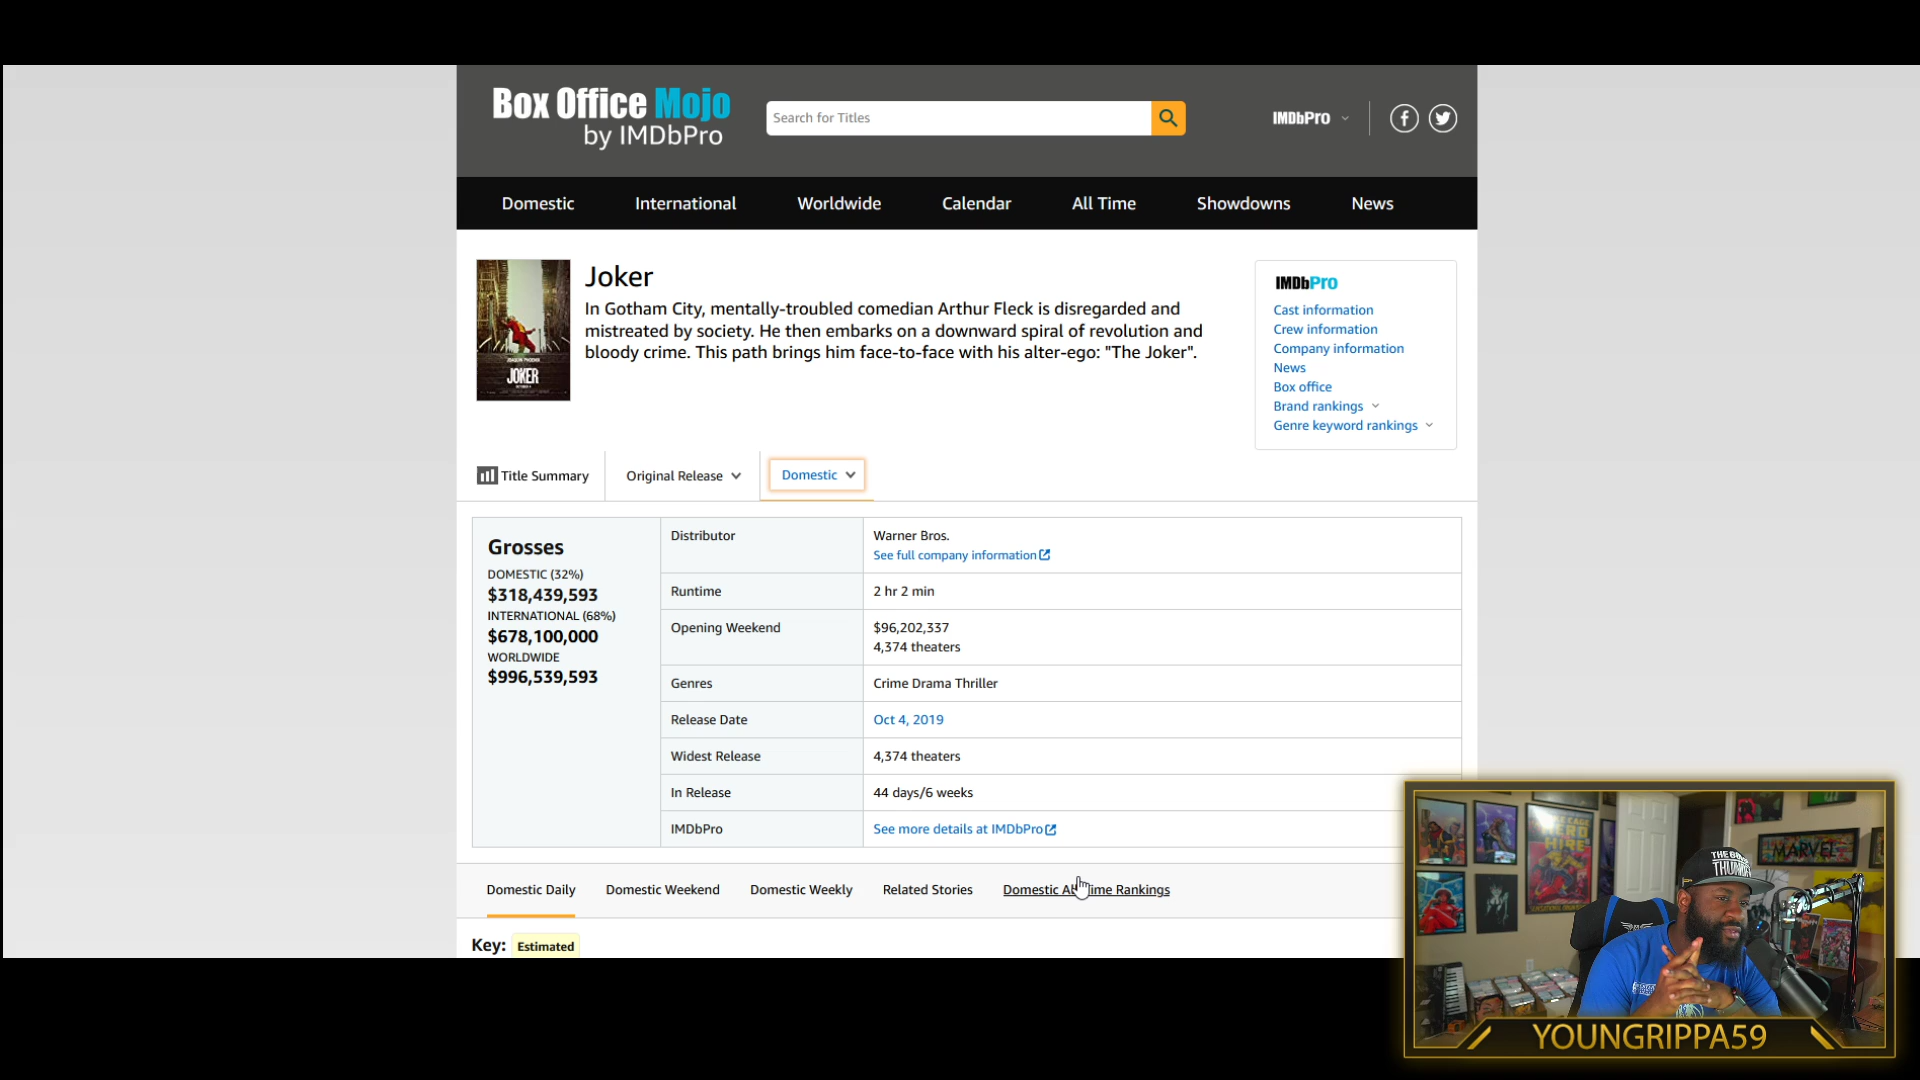 Box Office Mojo
by IMDbPro
Search for Titles
IMDbPro
Domestic
International
Worldwide
Calendar
All Time
Showdowns
News
JOKER
Joker
In Gotham City, mentally-troubled comedian Arthur Fleck is disregarded and
mistreated by society. He then embarks on a downward spiral of revolution and
bloody crime. This path brings him face-to-face with his alter-ego: "The Joker".
IMDbPro
Cast information
Crew information
Company information
News
Box office
Brand rankings
Genre keyword rankings
Title Summary
Original Release
Domestic
Grosses
DOMESTIC (32%)
$318,439,593
INTERNATIONAL (68%)
$678,100,000
WORLDWIDE
$996,539,593
Distributor
Warner Bros.
See full company information
Runtime
2 hr 2 min
Opening Weekend
$96,202,337
4,374 theaters
Genres
Crime Drama Thriller
Release Date
Oct 4, 2019
Widest Release
4,374 theaters
In Release
44 days/6 weeks
IMDbPro
See more details at IMDbPro
Domestic Daily
Domestic Weekend
Domestic Weekly
Related Stories
Domestic All Time Rankings
Key: Estimated
HERO
HIRE
MARVEL
YOUNGRIPPA59